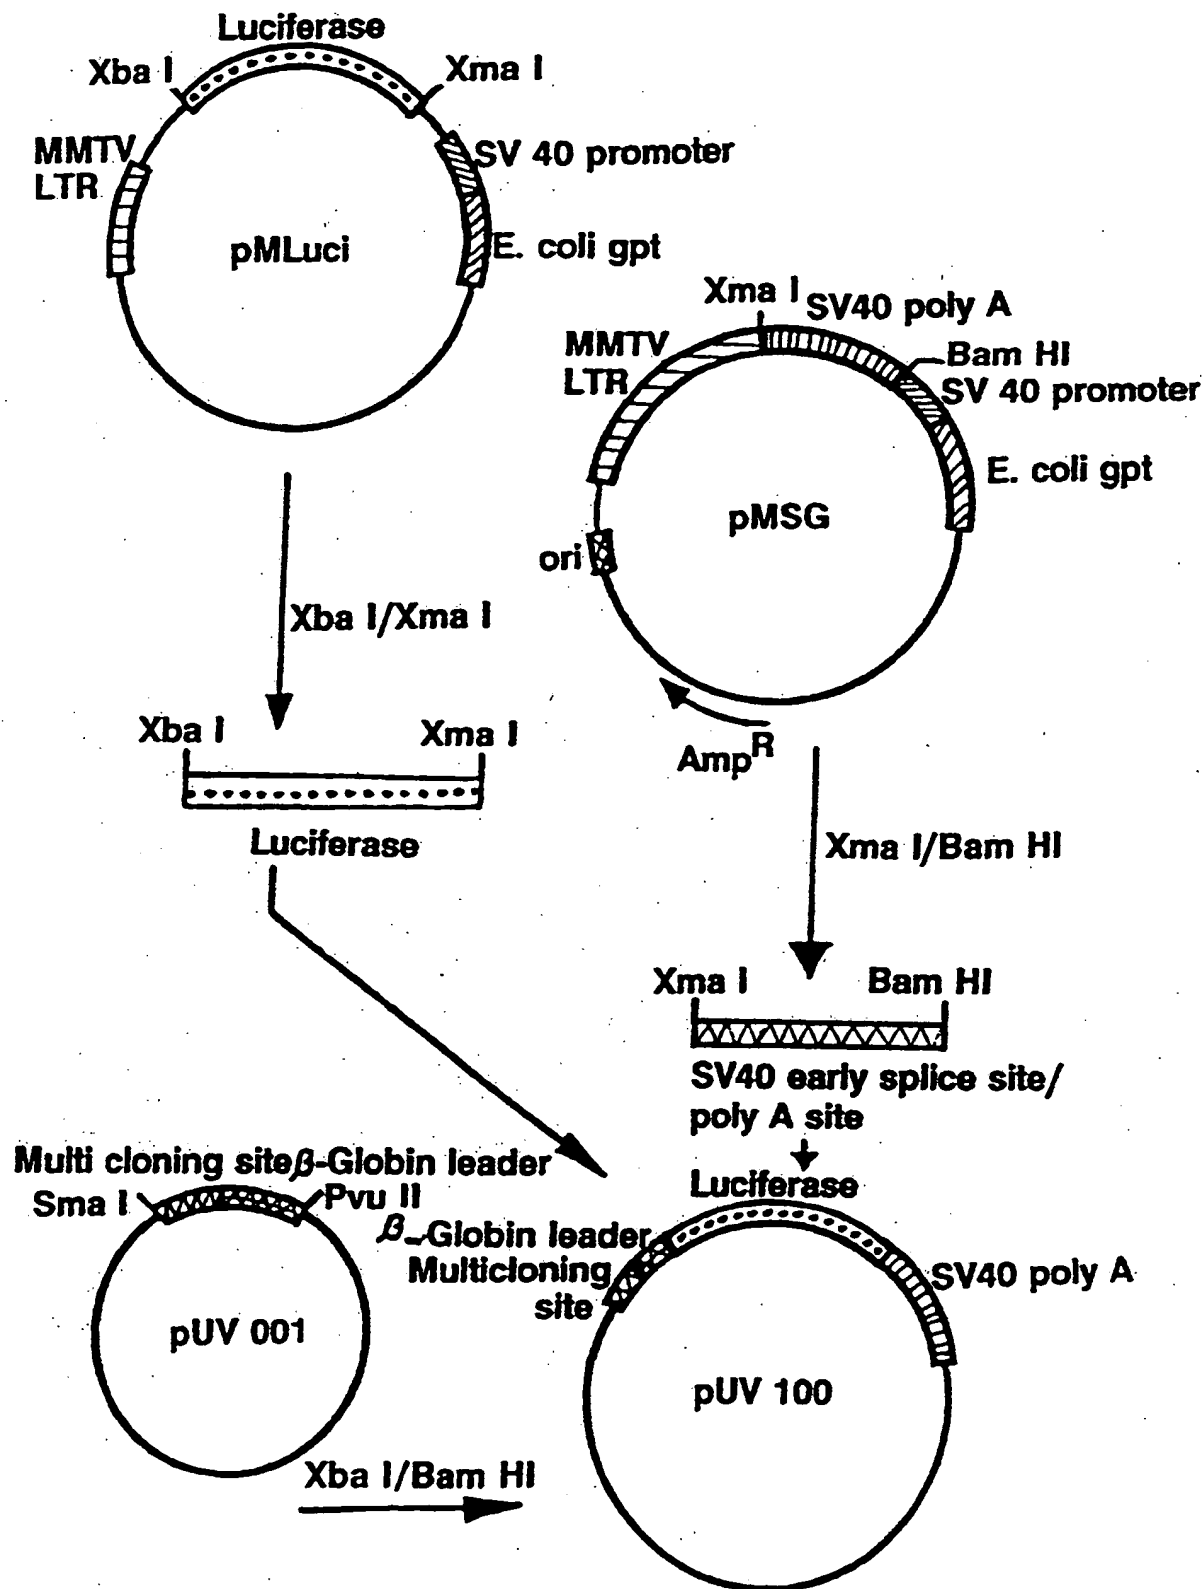 Luciferase
Xba I
Xma I
MMTV
LTR
SV 40 promoter
pMLuci
E. coli gpt
Xma I
SV40 poly A
MMTV
LTR
Bam HI
SV 40 promoter
E. coli gpt
pMSG
ori
Amp^R
Xba I/Xma I
Xba I
Xma I
Luciferase
Xma I/Bam HI
Xma I
Bam HI
SV40 early splice site/
poly A site
Multi cloning site
β-Globin leader
Sma I
Pvu II
pUV 001
Xba I/Bam HI
Luciferase
β-Globin leader
Multicloning
site
SV40 poly A
pUV 100